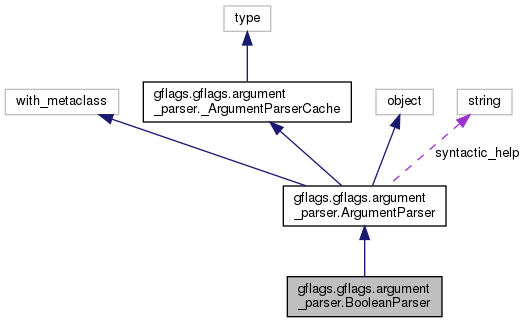 type
with_metaclass
gflags.gflags.argument
_parser._ArgumentParserCache
object
string
syntactic_help
gflags.gflags.argument
_parser.ArgumentParser
gflags.gflags.argument
_parser.BooleanParser